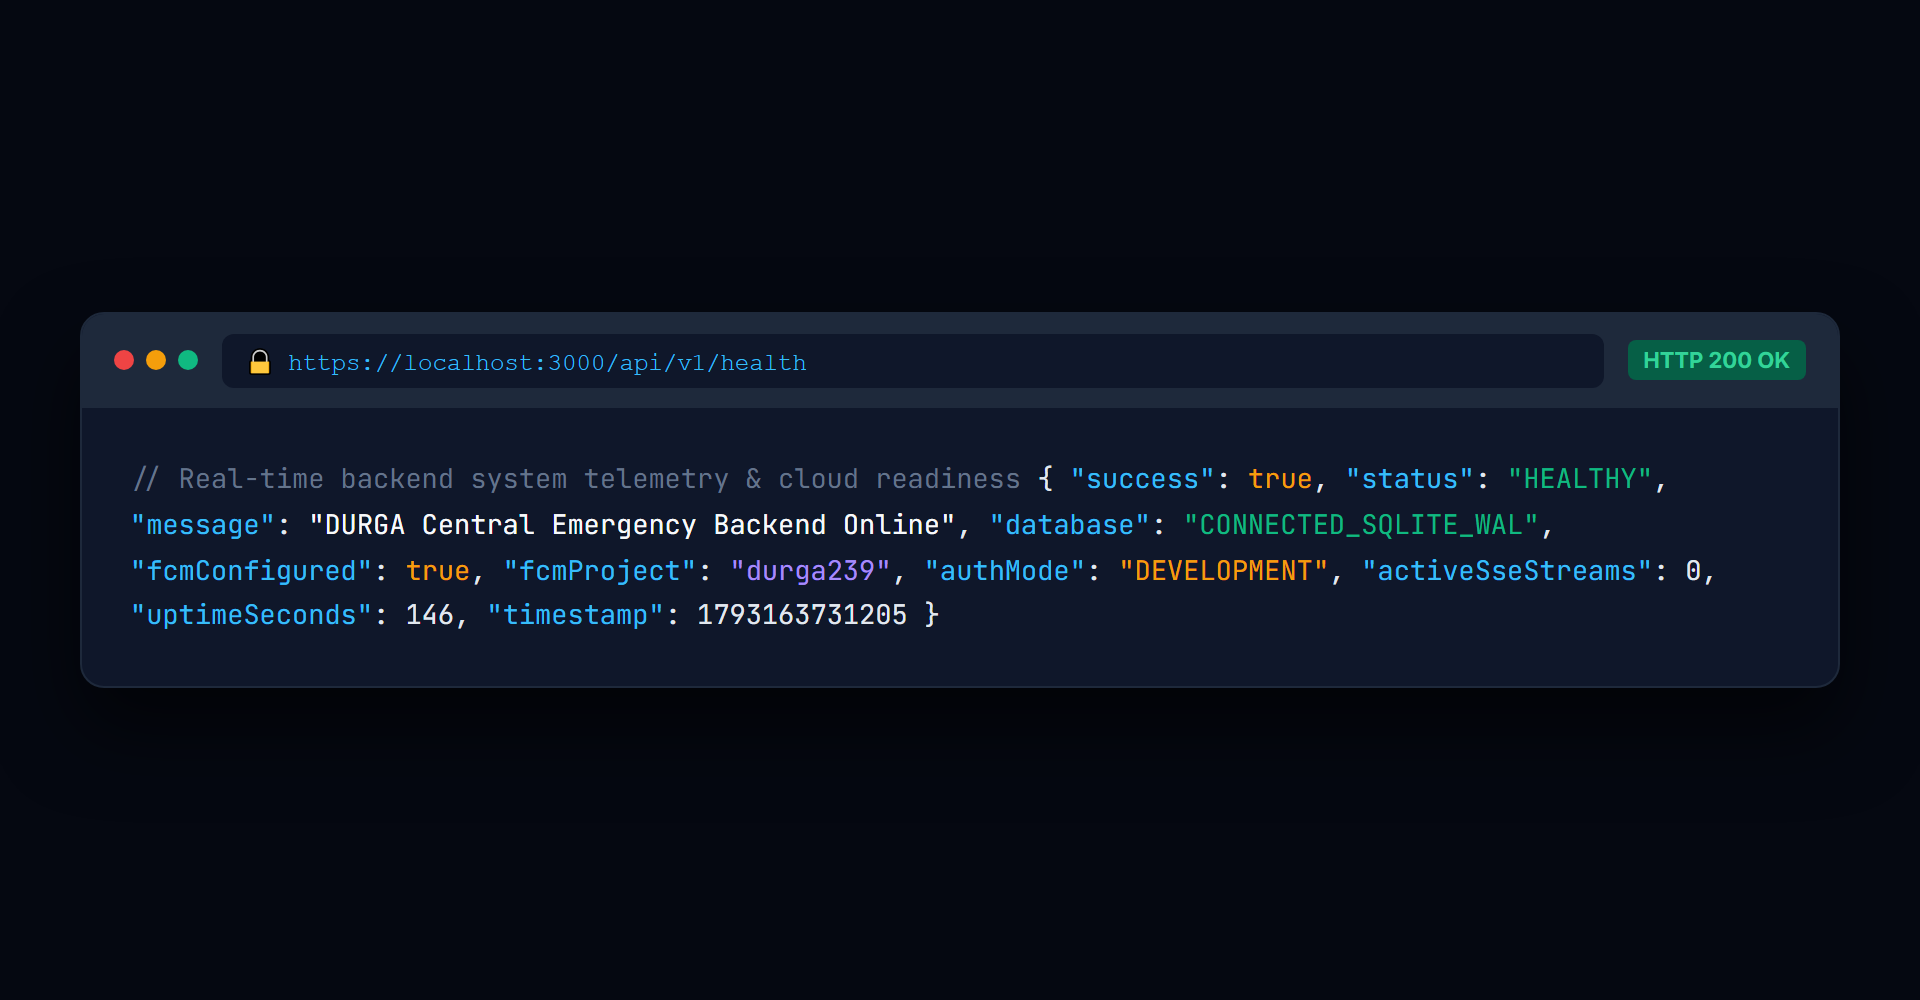 https://localhost:3000/api/v1/health
HTTP 200 OK
// Real-time backend system telemetry & cloud readiness { "success": true, "status": "HEALTHY",
"message": "DURGA Central Emergency Backend Online", "database": "CONNECTED_SQLITE_WAL",
"fcmConfigured": true, "fcmProject": "durga239", "authMode": "DEVELOPMENT", "activeSseStreams": 0,
"uptimeSeconds": 146, "timestamp": 1793163731205 }